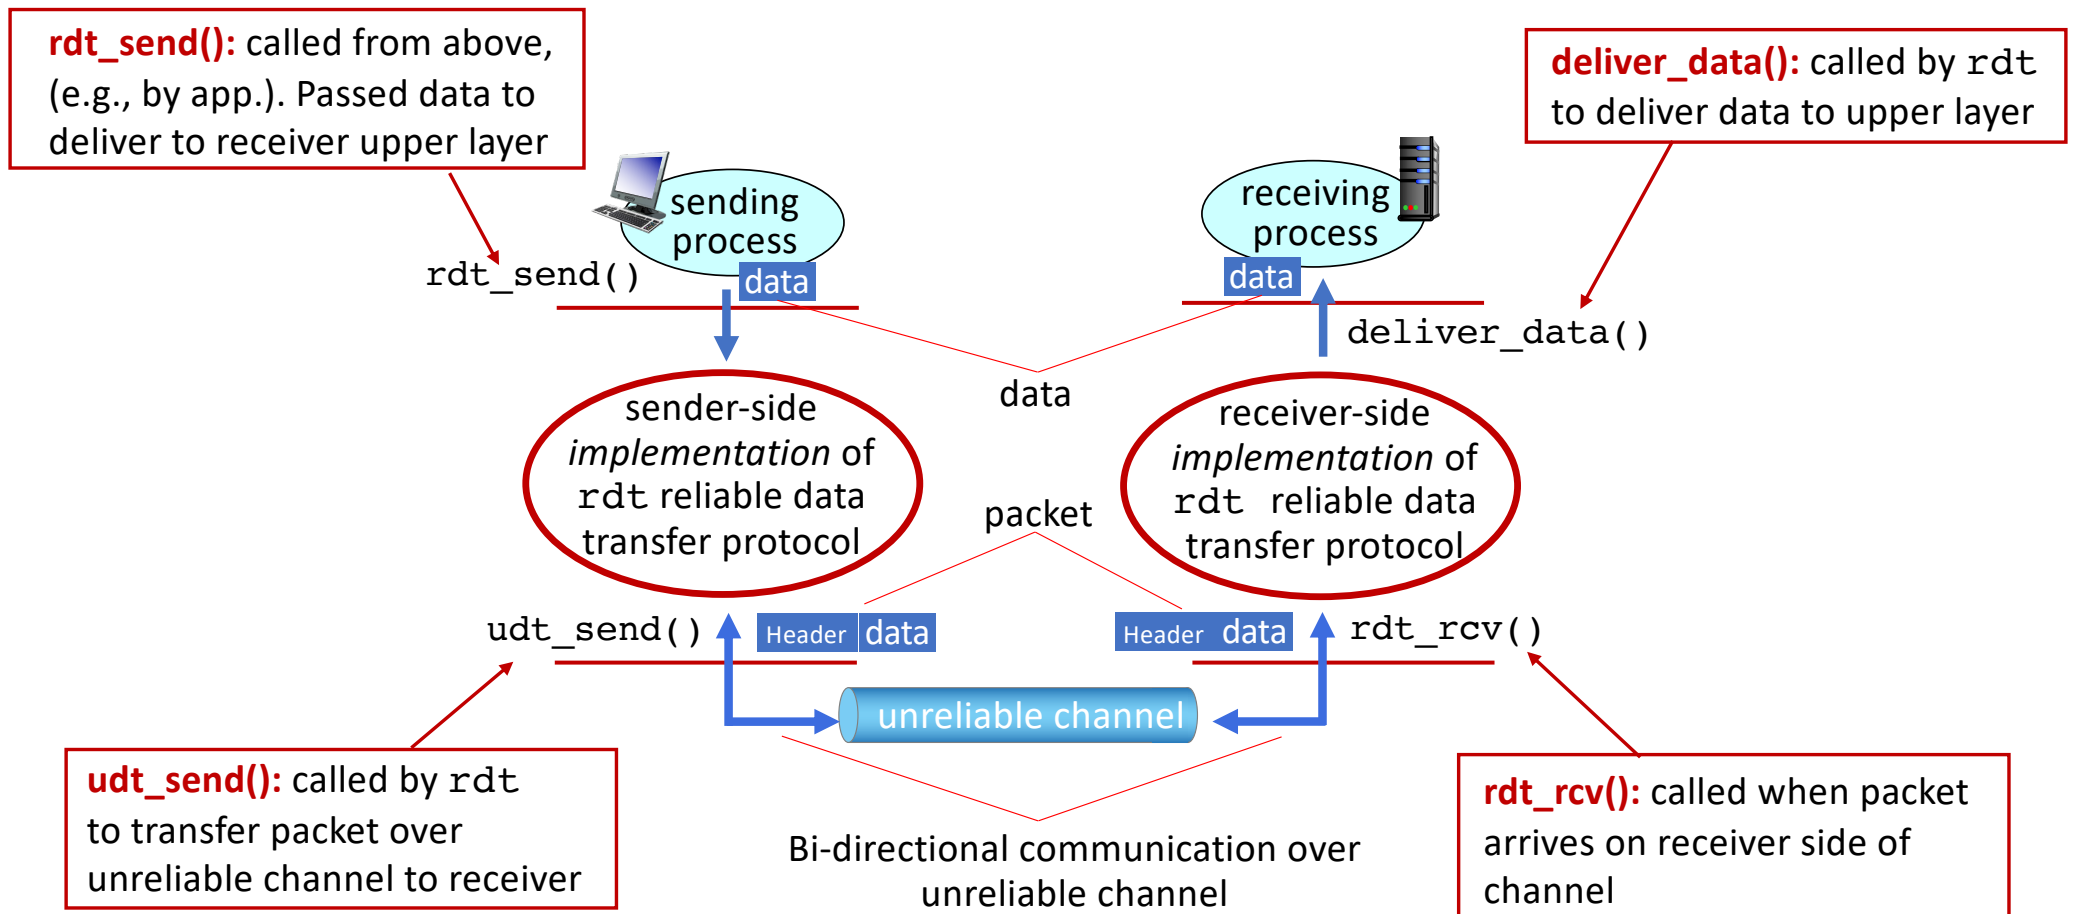 rdt_send(): called from above,
(e.g., by app.). Passed data to
deliver to receiver upper layer
deliver_data(): called by rdt
to deliver data to upper layer
sending
process
receiving
process
rdt_send()
data
data
deliver_data()
data
sender-side
implementation of
rdt reliable data
transfer protocol
receiver-side
implementation of
rdt reliable data
transfer protocol
packet
udt_send()
Header data
Header data
rdt_rcv()
unreliable channel
udt_send(): called by rdt
to transfer packet over
unreliable channel to receiver
Bi-directional communication over
unreliable channel
rdt_rcv(): called when packet
arrives on receiver side of
channel